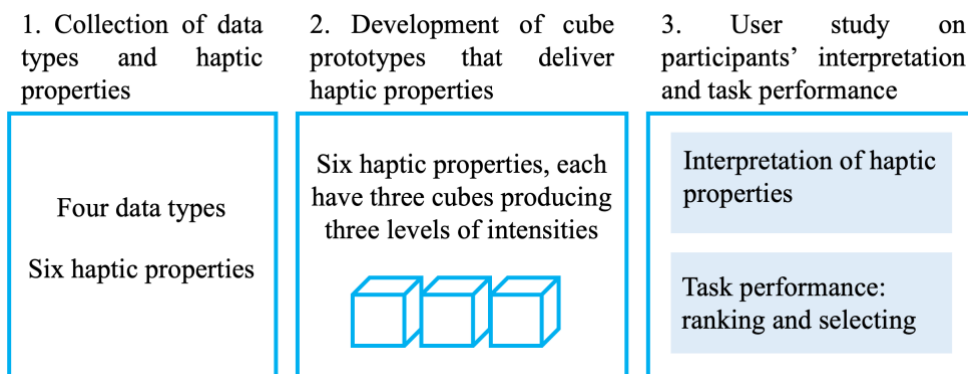 1. Collection of data
types and haptic
properties
2. Development of cube
prototypes that deliver
haptic properties
3. User study on
participants’ interpretation
and task performance
Four data types
Six haptic properties
Six haptic properties, each
have three cubes producing
three levels of intensities
Interpretation of haptic
properties
Task performance:
ranking and selecting